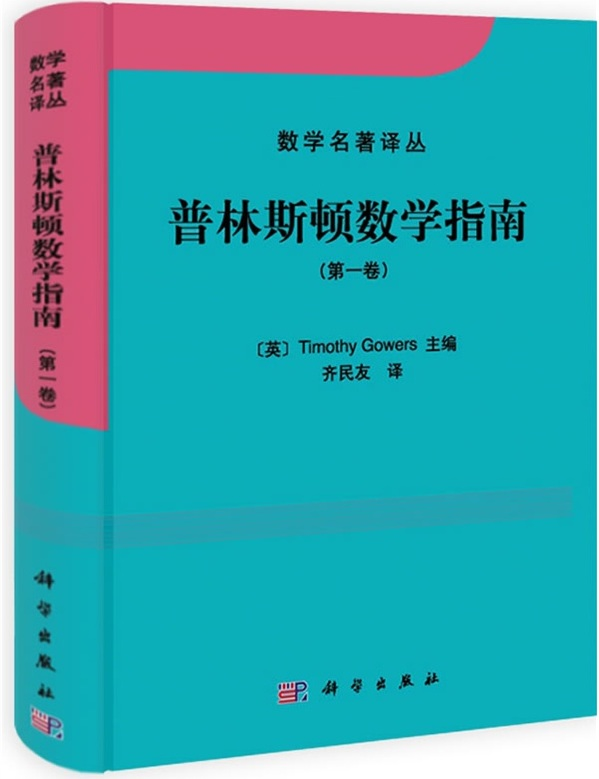 数学
名著
译丛
普林斯顿数学指南
（第一卷）
科学出版社
数学名著译丛
普林斯顿数学指南
（第一卷）
〔英〕Timothy Gowers 主编
齐民友 译
科学出版社